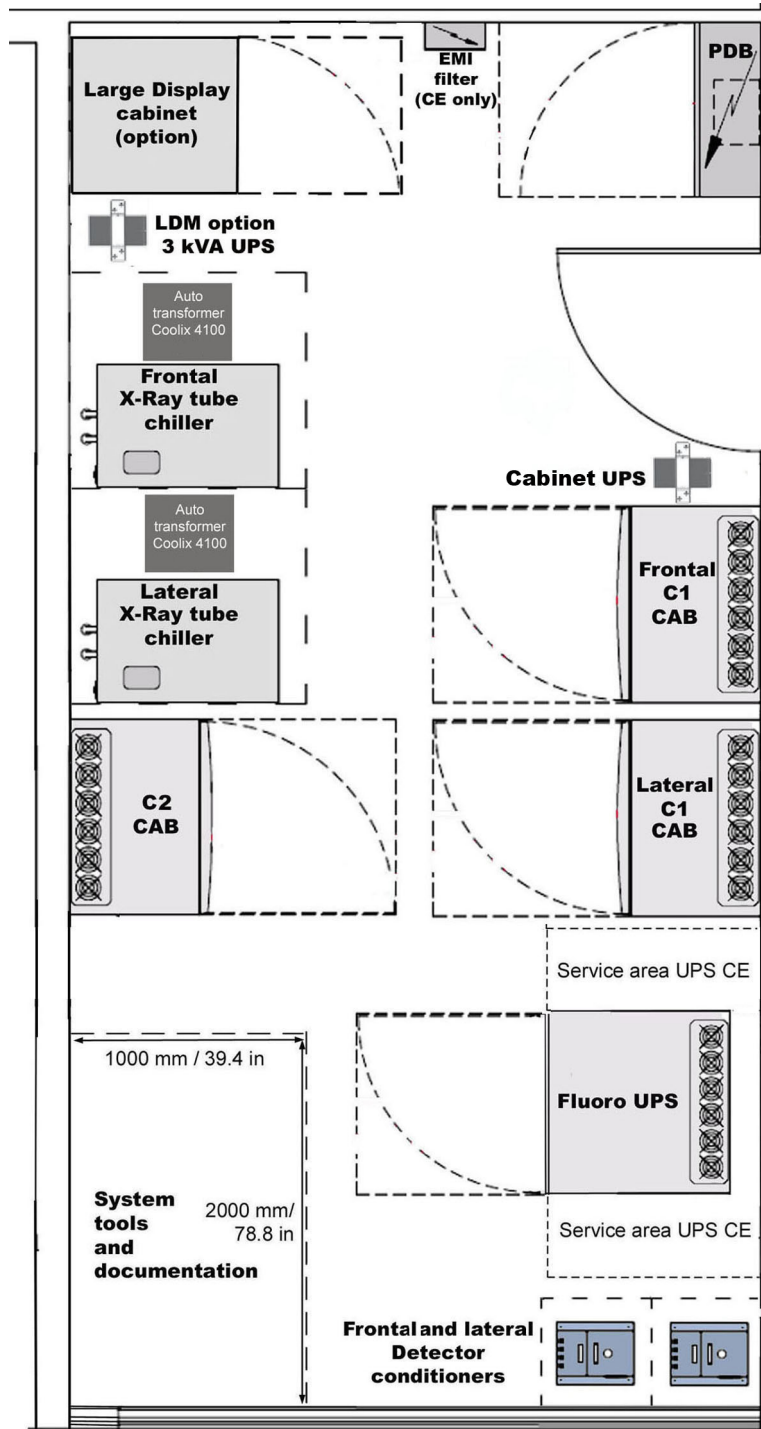 Large Display
cabinet
(option)
EMI
filter
(CE only)
PDB
LDM option
3 kVA UPS
Auto
transformer
Coolix 4100
Frontal
X-Ray tube
chiller
Cabinet UPS
Auto
transformer
Coolix 4100
Frontal
C1
CAB
Lateral
X-Ray tube
chiller
C2
CAB
Lateral
C1
CAB
Service area UPS CE
1000 mm / 39.4 in
Fluoro UPS
System
tools
and
documentation
2000 mm/
78.8 in
Service area UPS CE
Frontal and lateral
Detector
conditioners